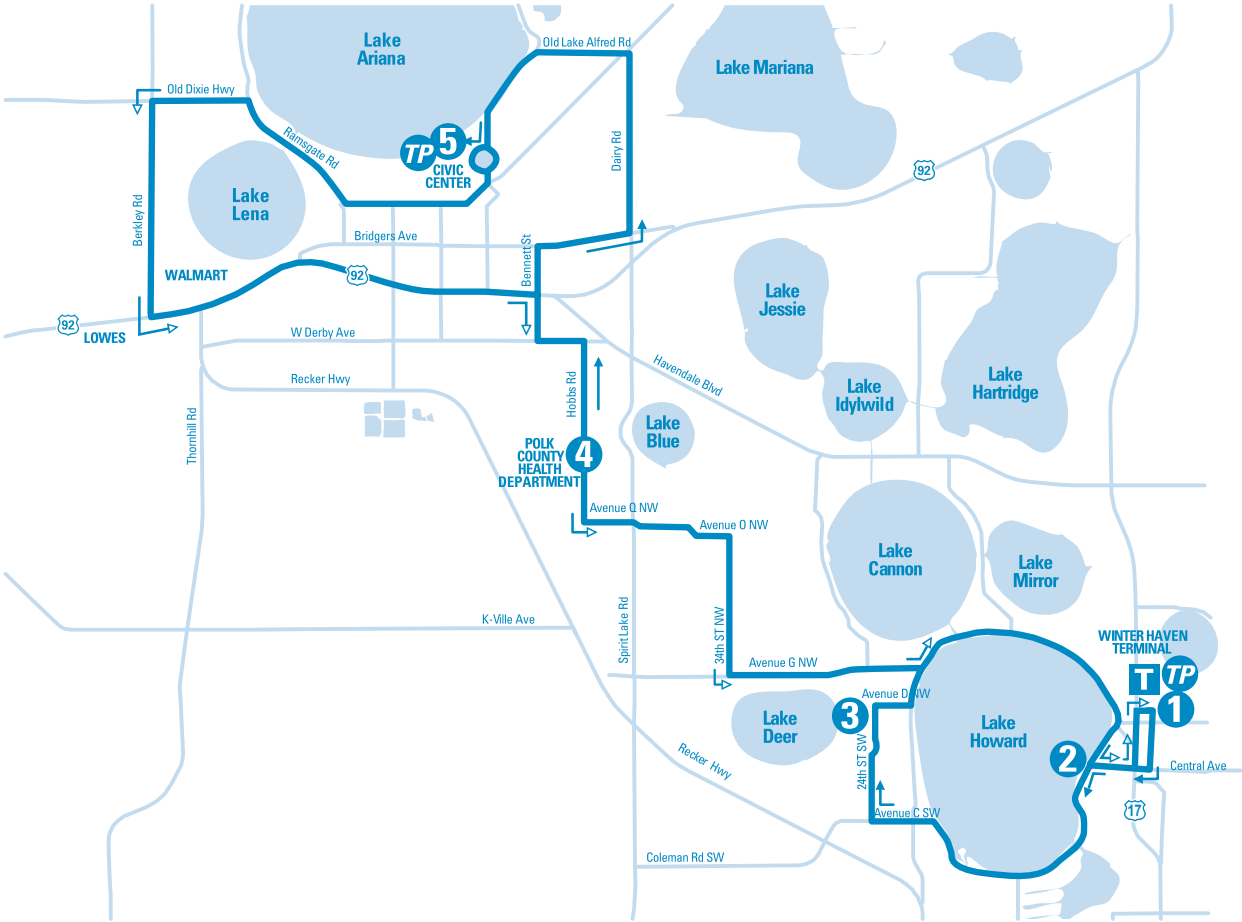 Lake
Ariana
Old Lake Alfred Rd
Lake Mariana
Old Dixie Hwy
Ramsgate Rd
TP
5
CIVIC
CENTER
Dairy Rd
92
Lake
Lena
Berkley Rd
Bridgers Ave
Bennett St
WALMART
92
92
LOWES
W Derby Ave
Recker Hwy
Hobbs Rd
Havendale Blvd
Lake
Jessie
Lake
Idylwild
Lake
Hartridge
Thornhill Rd
Lake
Blue
POLK
COUNTY
HEALTH
DEPARTMENT
4
Avenue Q NW
Avenue O NW
Lake
Cannon
Lake
Mirror
K-Ville Ave
Spirit Lake Rd
34th ST NW
Avenue G NW
WINTER HAVEN
TERMINAL
T
TP
1
Avenue D NW
3
Lake
Deer
Lake
Howard
2
Central Ave
24th ST SW
Recker Hwy
Avenue C SW
17
Coleman Rd SW